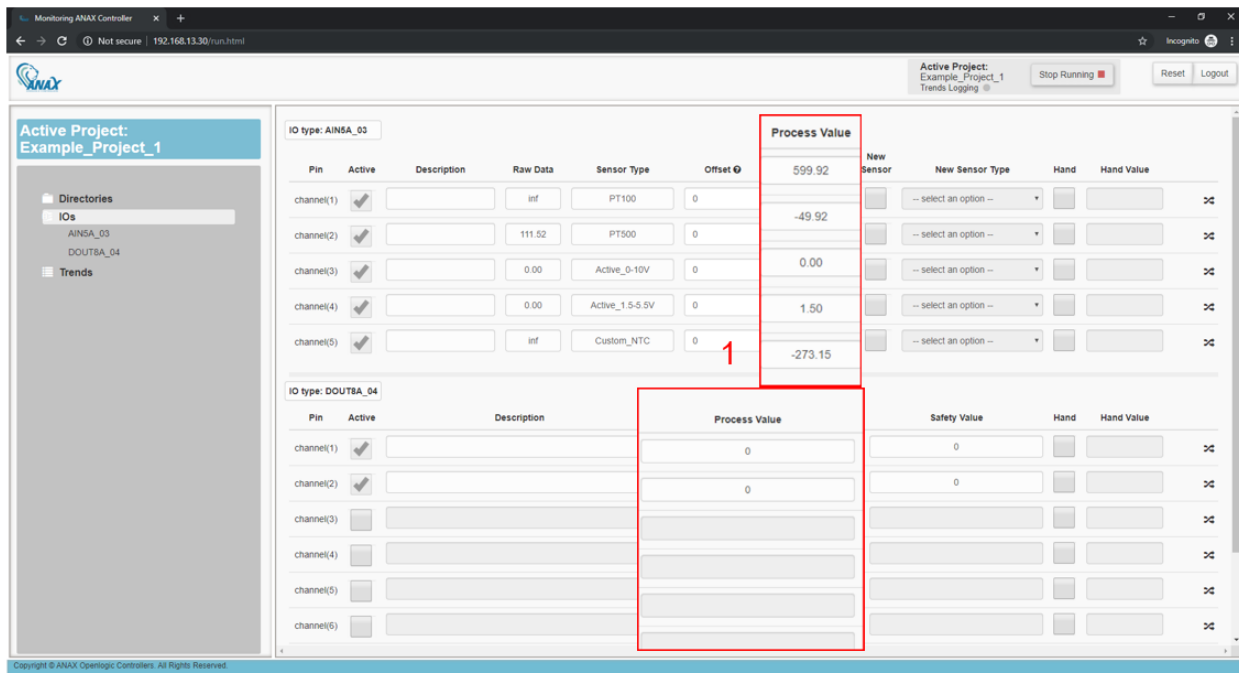 Monitoring ANAX Controller
Not secure | 192.168.13.30/run.html
Incognito
ANAX
Active Project:
Example_Project_1
Trends Logging
Stop Running
Reset Logout
Active Project:
Example_Project_1
Directories
IOs
AIN5A_03
DOUT8A_04
Trends
IO type: AIN5A_03
Pin Active Description Raw Data Sensor Type Offset Process Value New Sensor New Sensor Type Hand Hand Value
channel(1) inf PT100 0 599.92 -- select an option --
channel(2) 111.52 PT500 0 -49.92 -- select an option --
channel(3) 0.00 Active_0-10V 0 0.00 -- select an option --
channel(4) 0.00 Active_1.5-5.5V 0 1.50 -- select an option --
channel(5) inf Custom_NTC 0 -273.15 -- select an option --
1
IO type: DOUT8A_04
Pin Active Description Process Value Safety Value Hand Hand Value
channel(1) 0 0
channel(2) 0 0
channel(3)
channel(4)
channel(5)
channel(6)
Copyright © ANAX Openlogic Controllers. All Rights Reserved.